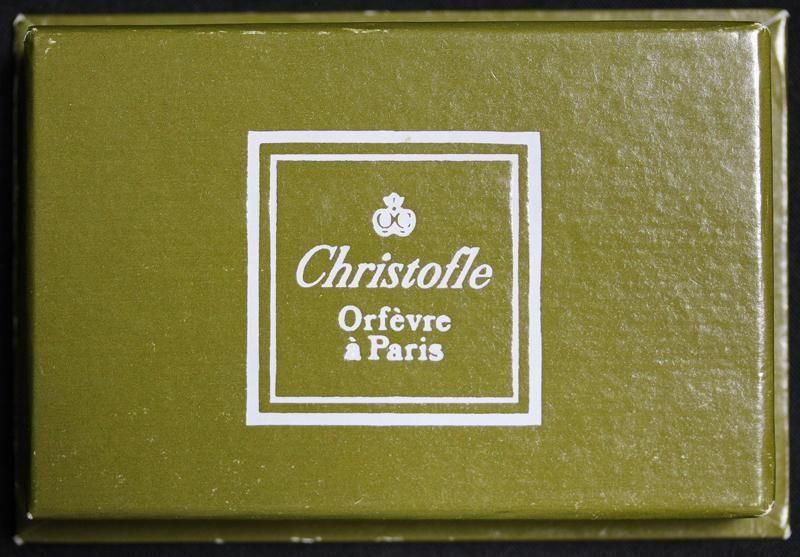 Christofle
Orfèvre
à Paris